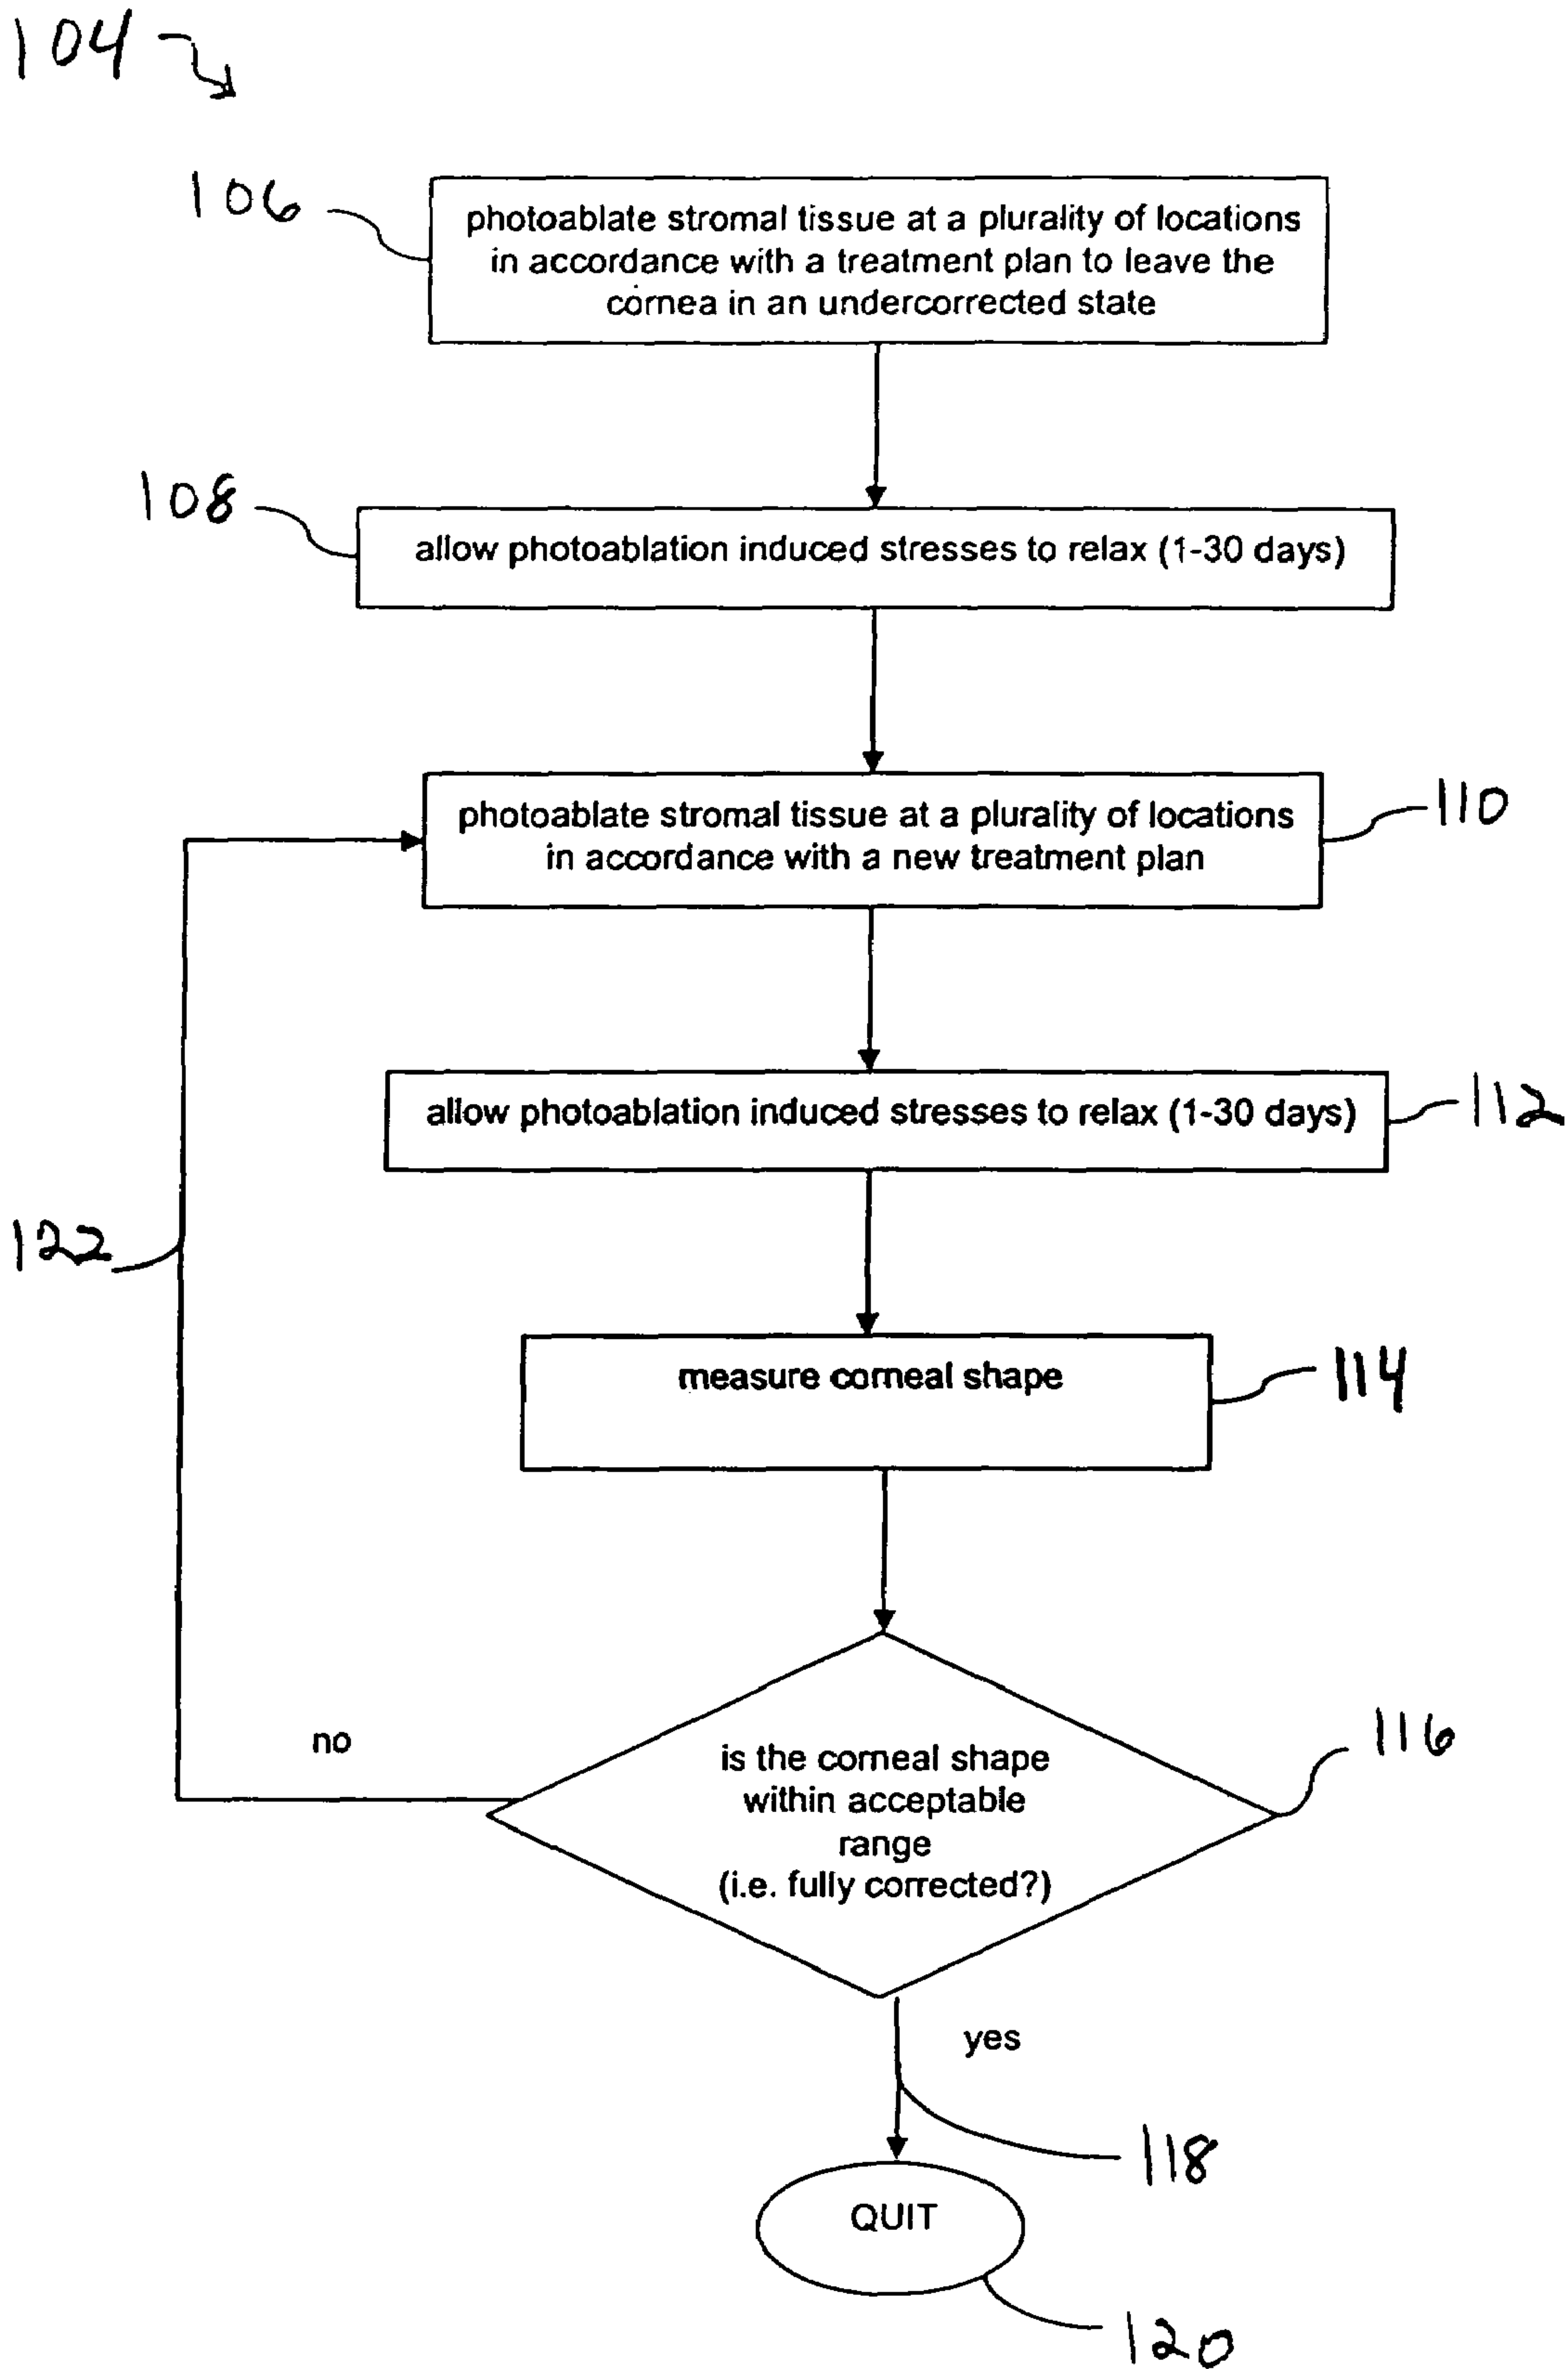 104
106
photoablate stromal tissue at a plurality of locations
in accordance with a treatment plan to leave the
cornea in an undercorrected state
108
allow photoablation induced stresses to relax (1-30 days)
photoablate stromal tissue at a plurality of locations
in accordance with a new treatment plan
110
allow photoablation induced stresses to relax (1-30 days)
112
122
measure corneal shape
114
no
is the corneal shape
within acceptable
range
(i.e. fully corrected?)
116
yes
118
QUIT
120